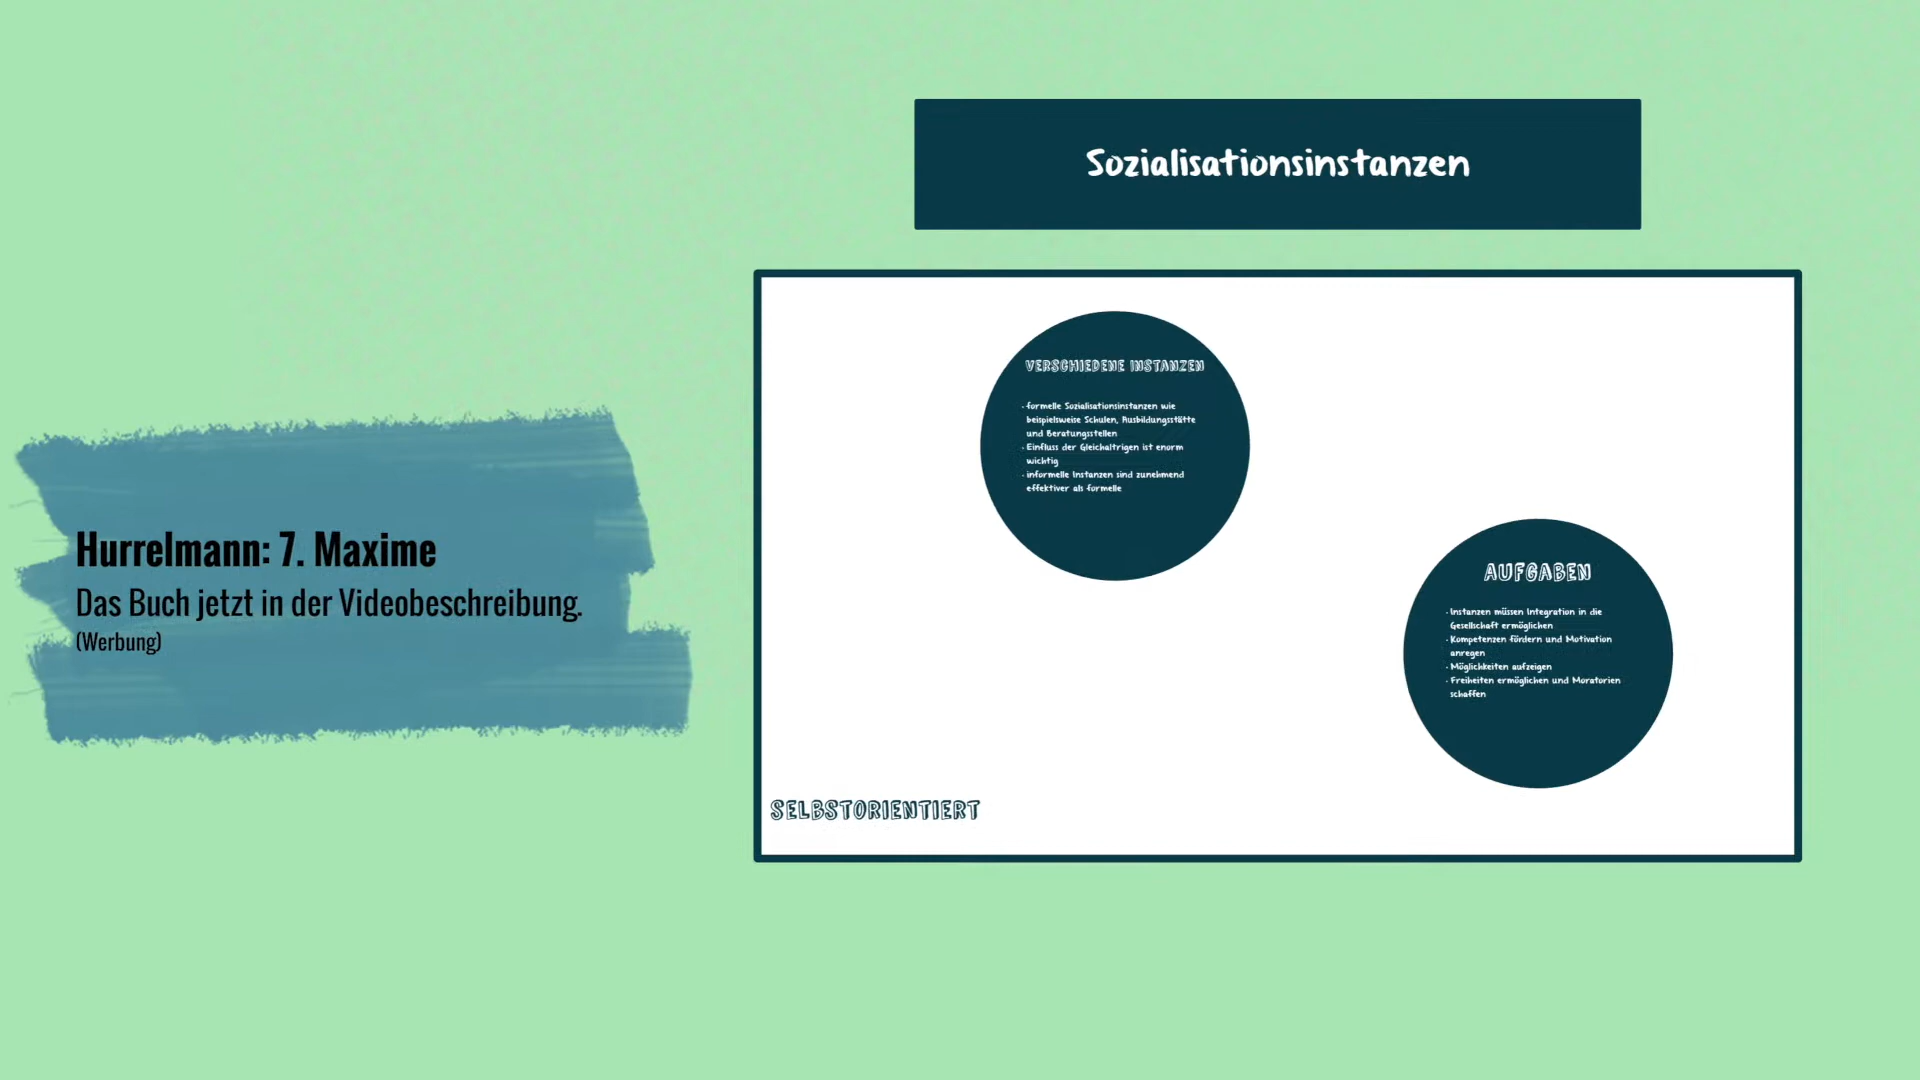 Sozialisationsinstanzen
VERSCHIEDENE INSTANZEN
· formelle Sozialisationsinstanzen wie
beispielsweise Schulen, Ausbildungsstätte
und Beratungsstellen
· Einfluss der Gleichaltrigen ist enorm
wichtig
· informelle Instanzen sind zunehmend
effektiver als formelle
AUFGABEN
· Instanzen müssen Integration in die
Gesellschaft ermöglichen
· Kompetenzen fördern und Motivation
anregen
· Möglichkeiten aufzeigen
· Freiheiten ermöglichen und Moratorien
schaffen
SELBSTORIENTIERT
Hurrelmann: 7. Maxime
Das Buch jetzt in der Videobeschreibung.
(Werbung)